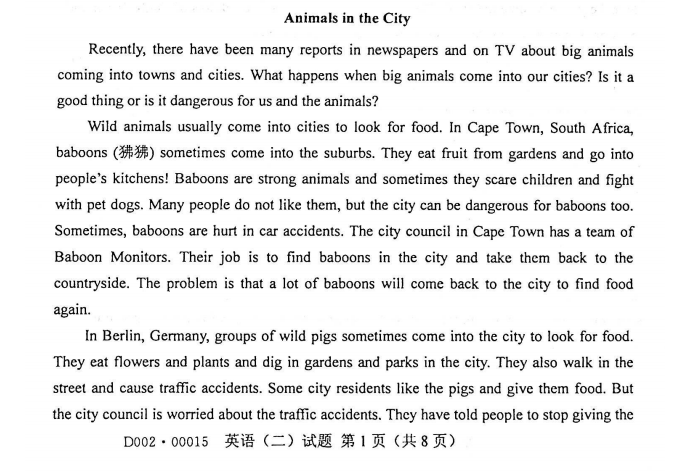 Animals in the City
Recently, there have been many reports in newspapers and on TV about big animals
coming into towns and cities. What happens when big animals come into our cities? Is it a
good thing or is it dangerous for us and the animals?
Wild animals usually come into cities to look for food. In Cape Town, South Africa,
baboons (狒狒) sometimes come into the suburbs. They eat fruit from gardens and go into
people's kitchens! Baboons are strong animals and sometimes they scare children and fight
with pet dogs. Many people do not like them, but the city can be dangerous for baboons too.
Sometimes, baboons are hurt in car accidents. The city council in Cape Town has a team of
Baboon Monitors. Their job is to find baboons in the city and take them back to the
countryside. The problem is that a lot of baboons will come back to the city to find food
again.
In Berlin, Germany, groups of wild pigs sometimes come into the city to look for food.
They eat flowers and plants and dig in gardens and parks in the city. They also walk in the
street and cause traffic accidents. Some city residents like the pigs and give them food. But
the city council is worried about the traffic accidents. They have told people to stop giving the
D002·00015 英语(二)试题 第1页(共8页)